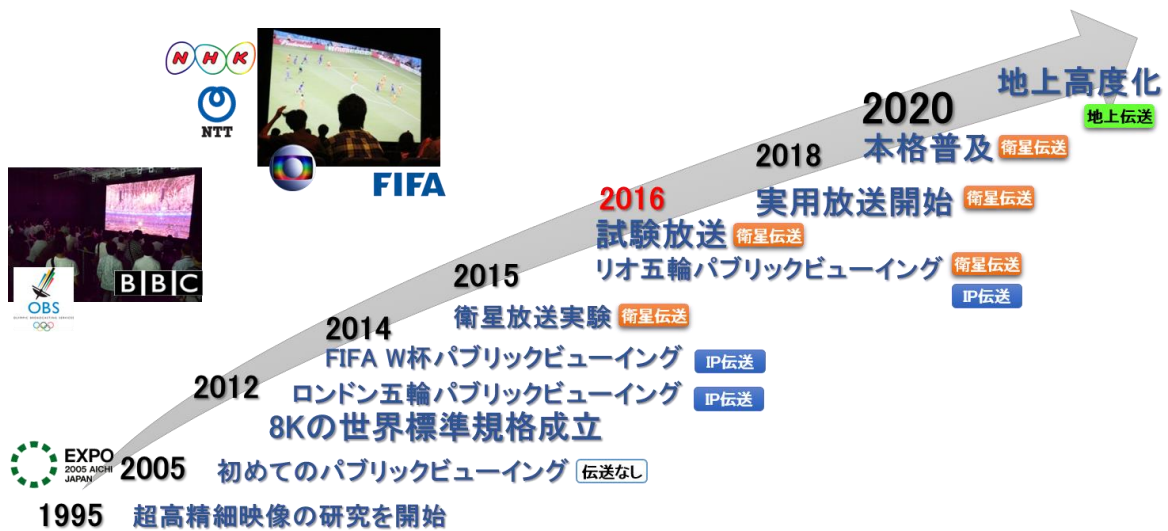 NHK
NTT
FIFA
BBC
OBS
OLYMPIC BROADCASTING SERVICES
地上高度化
地上伝送
2020
本格普及 衛星伝送
2018
実用放送開始 衛星伝送
2016
試験放送 衛星伝送
リオ五輪パブリックビューイング 衛星伝送
IP伝送
2015
衛星放送実験 衛星伝送
2014
FIFA W杯パブリックビューイング IP伝送
2012 ロンドン五輪パブリックビューイング IP伝送
8Kの世界標準規格成立
EXPO
2005 AICHI
JAPAN
2005 初めてのパブリックビューイング 伝送なし
1995 超高精細映像の研究を開始